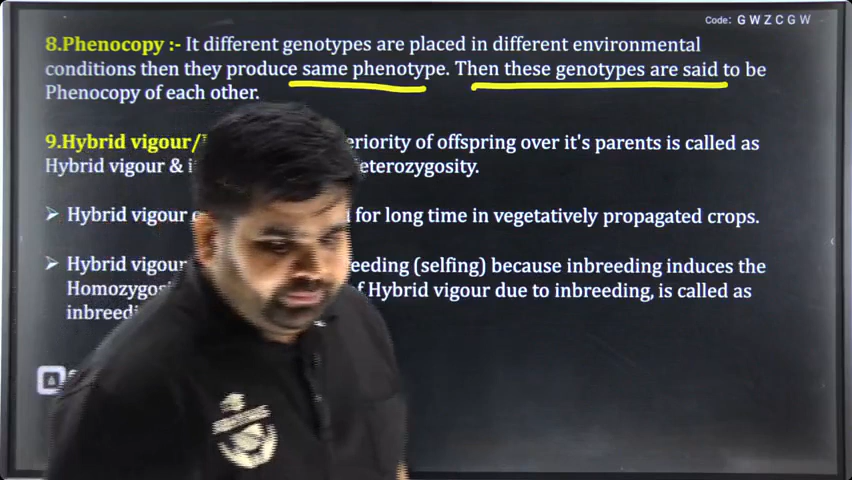 Code: G W Z C G W
8.Phenocopy :- It different genotypes are placed in different environmental
conditions then they produce same phenotype. Then these genotypes are said to be
Phenocopy of each other.
9.Hybrid vigour/ eriority of offspring over it's parents is called as
Hybrid vigour & eterozygosity.
➤ Hybrid vigour for long time in vegetatively propagated crops.
➤ Hybrid vigour eeding (selfing) because inbreeding induces the
of Hybrid vigour due to inbreeding, is called as